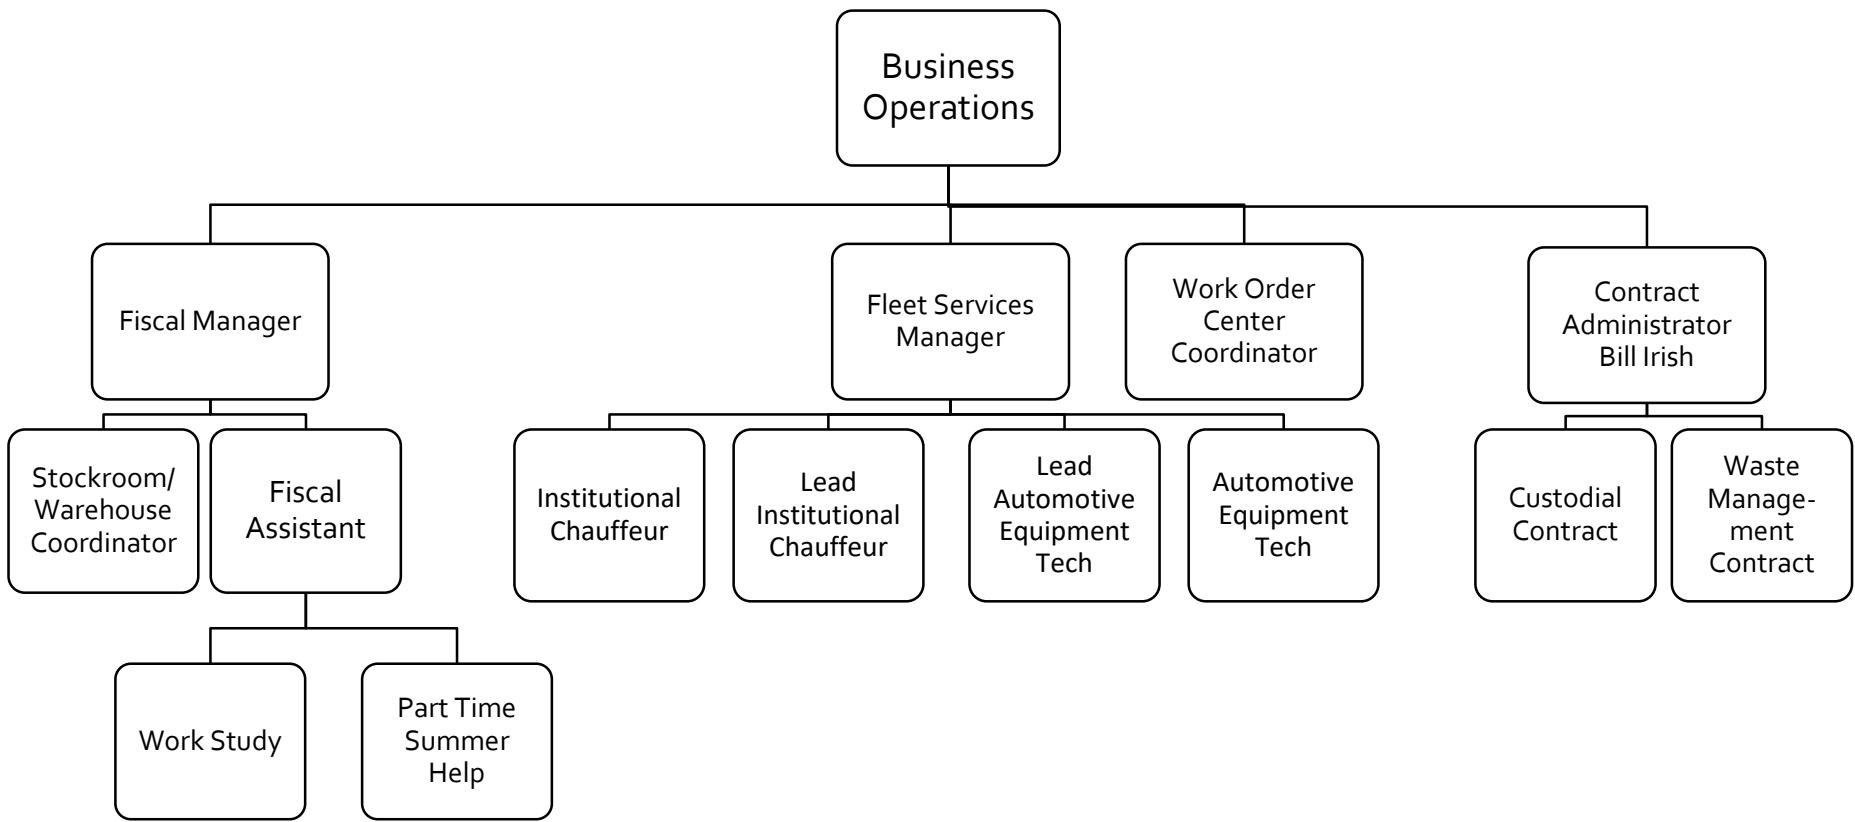 Business
Operations
Fiscal Manager
Fleet Services
Manager
Work Order
Center
Coordinator
Contract
Administrator
Bill Irish
Stockroom/
Warehouse
Coordinator
Fiscal
Assistant
Institutional
Chauffeur
Lead
Institutional
Chauffeur
Lead
Automotive
Equipment
Tech
Automotive
Equipment
Tech
Custodial
Contract
Waste
Manage-
ment
Contract
Work Study
Part Time
Summer
Help